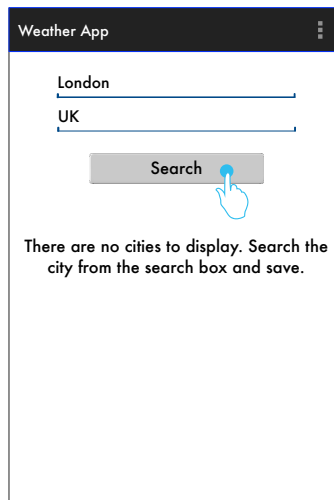 Weather App
London
UK
Search
There are no cities to display. Search the
city from the search box and save.